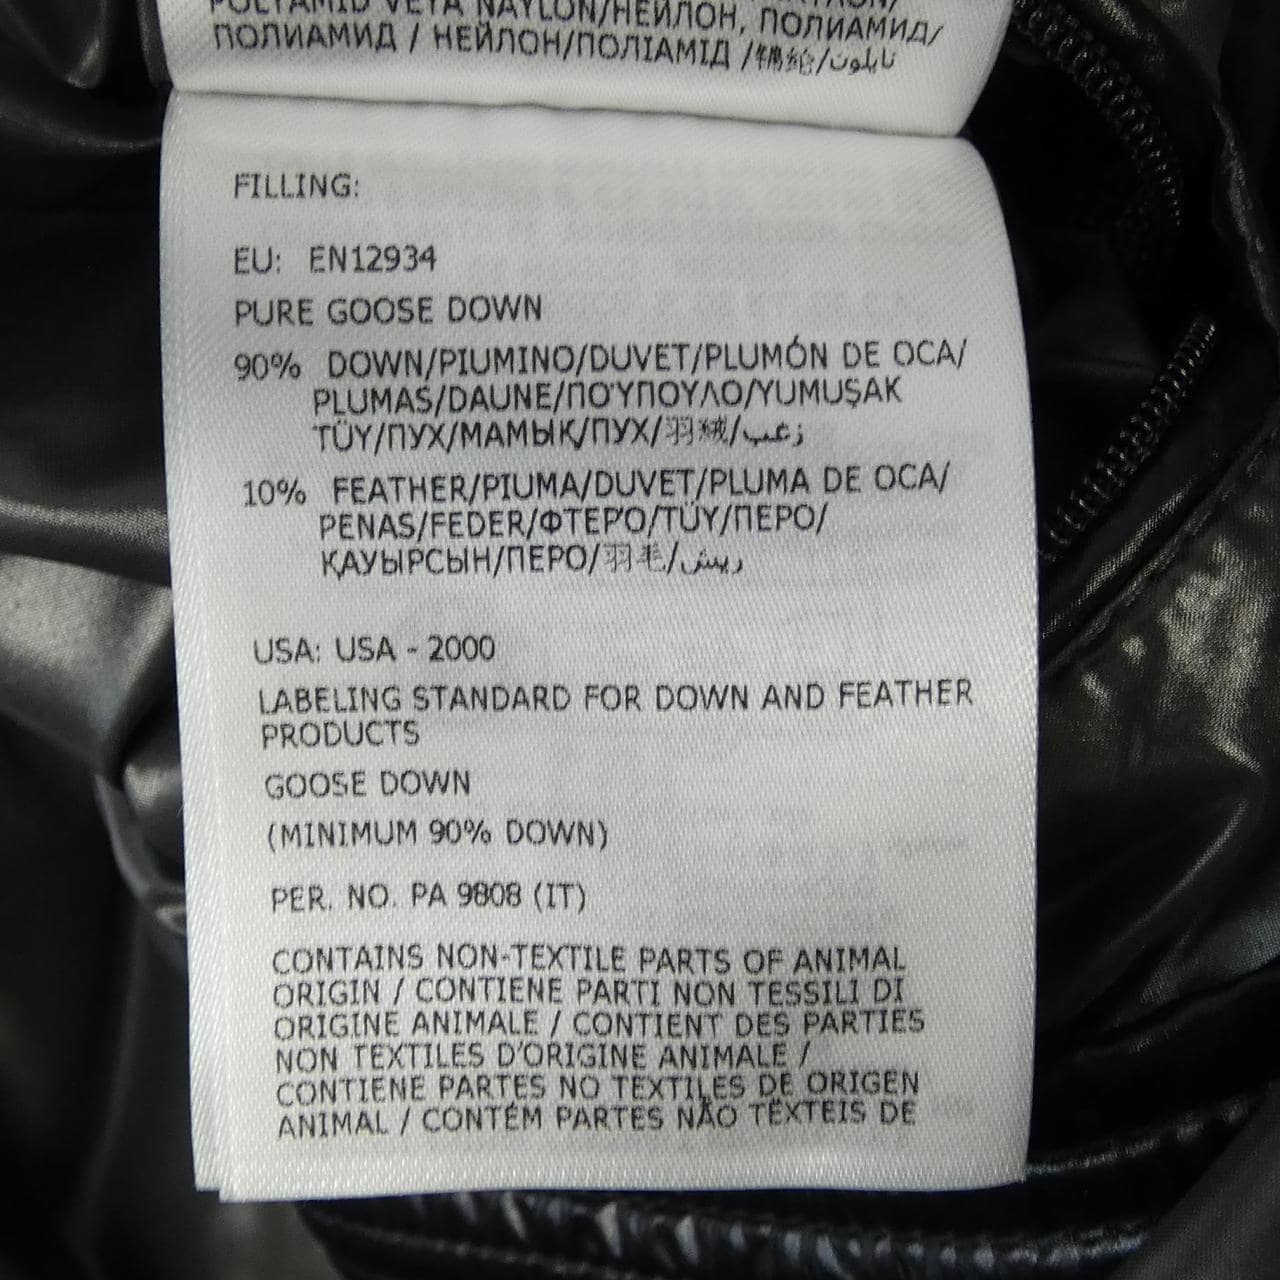 POLYAMID VEYA NAYLON/НЕЙЛОН, ПОЛИАМИД/
ПОЛИАМИД / НЕЙЛОН/ПОЛІАМІД /锦纶/نايلون
FILLING:
EU: EN12934
PURE GOOSE DOWN
90% DOWN/PIUMINO/DUVET/PLUMÓN DE OCA/
PLUMAS/DAUNE/ΠΟΎΠΟΥΛΟ/YUMUŞAK
TÜY/ПУХ/МАМЫҚ/ПУХ/羽絨/زغب
10% FEATHER/PIUMA/DUVET/PLUMA DE OCA/
PENAS/FEDER/ΦΤΕΡΌ/TÜY/ПЕРО/
ҚАУЫРСЫН/ПЕРО/羽毛/ريش
USA: USA - 2000
LABELING STANDARD FOR DOWN AND FEATHER
PRODUCTS
GOOSE DOWN
(MINIMUM 90% DOWN)
PER. NO. PA 9808 (IT)
CONTAINS NON-TEXTILE PARTS OF ANIMAL
ORIGIN / CONTIENE PARTI NON TESSILI DI
ORIGINE ANIMALE / CONTIENT DES PARTIES
NON TEXTILES D'ORIGINE ANIMALE /
CONTIENE PARTES NO TEXTILES DE ORIGEN
ANIMAL / CONTÉM PARTES NÃO TÊXTEIS DE